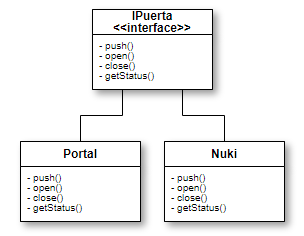 IPuerta
<<interface>>
- push()
- open()
- close()
- getStatus()
Portal
- push()
- open()
- close()
- getStatus()
Nuki
- push()
- open()
- close()
- getStatus()